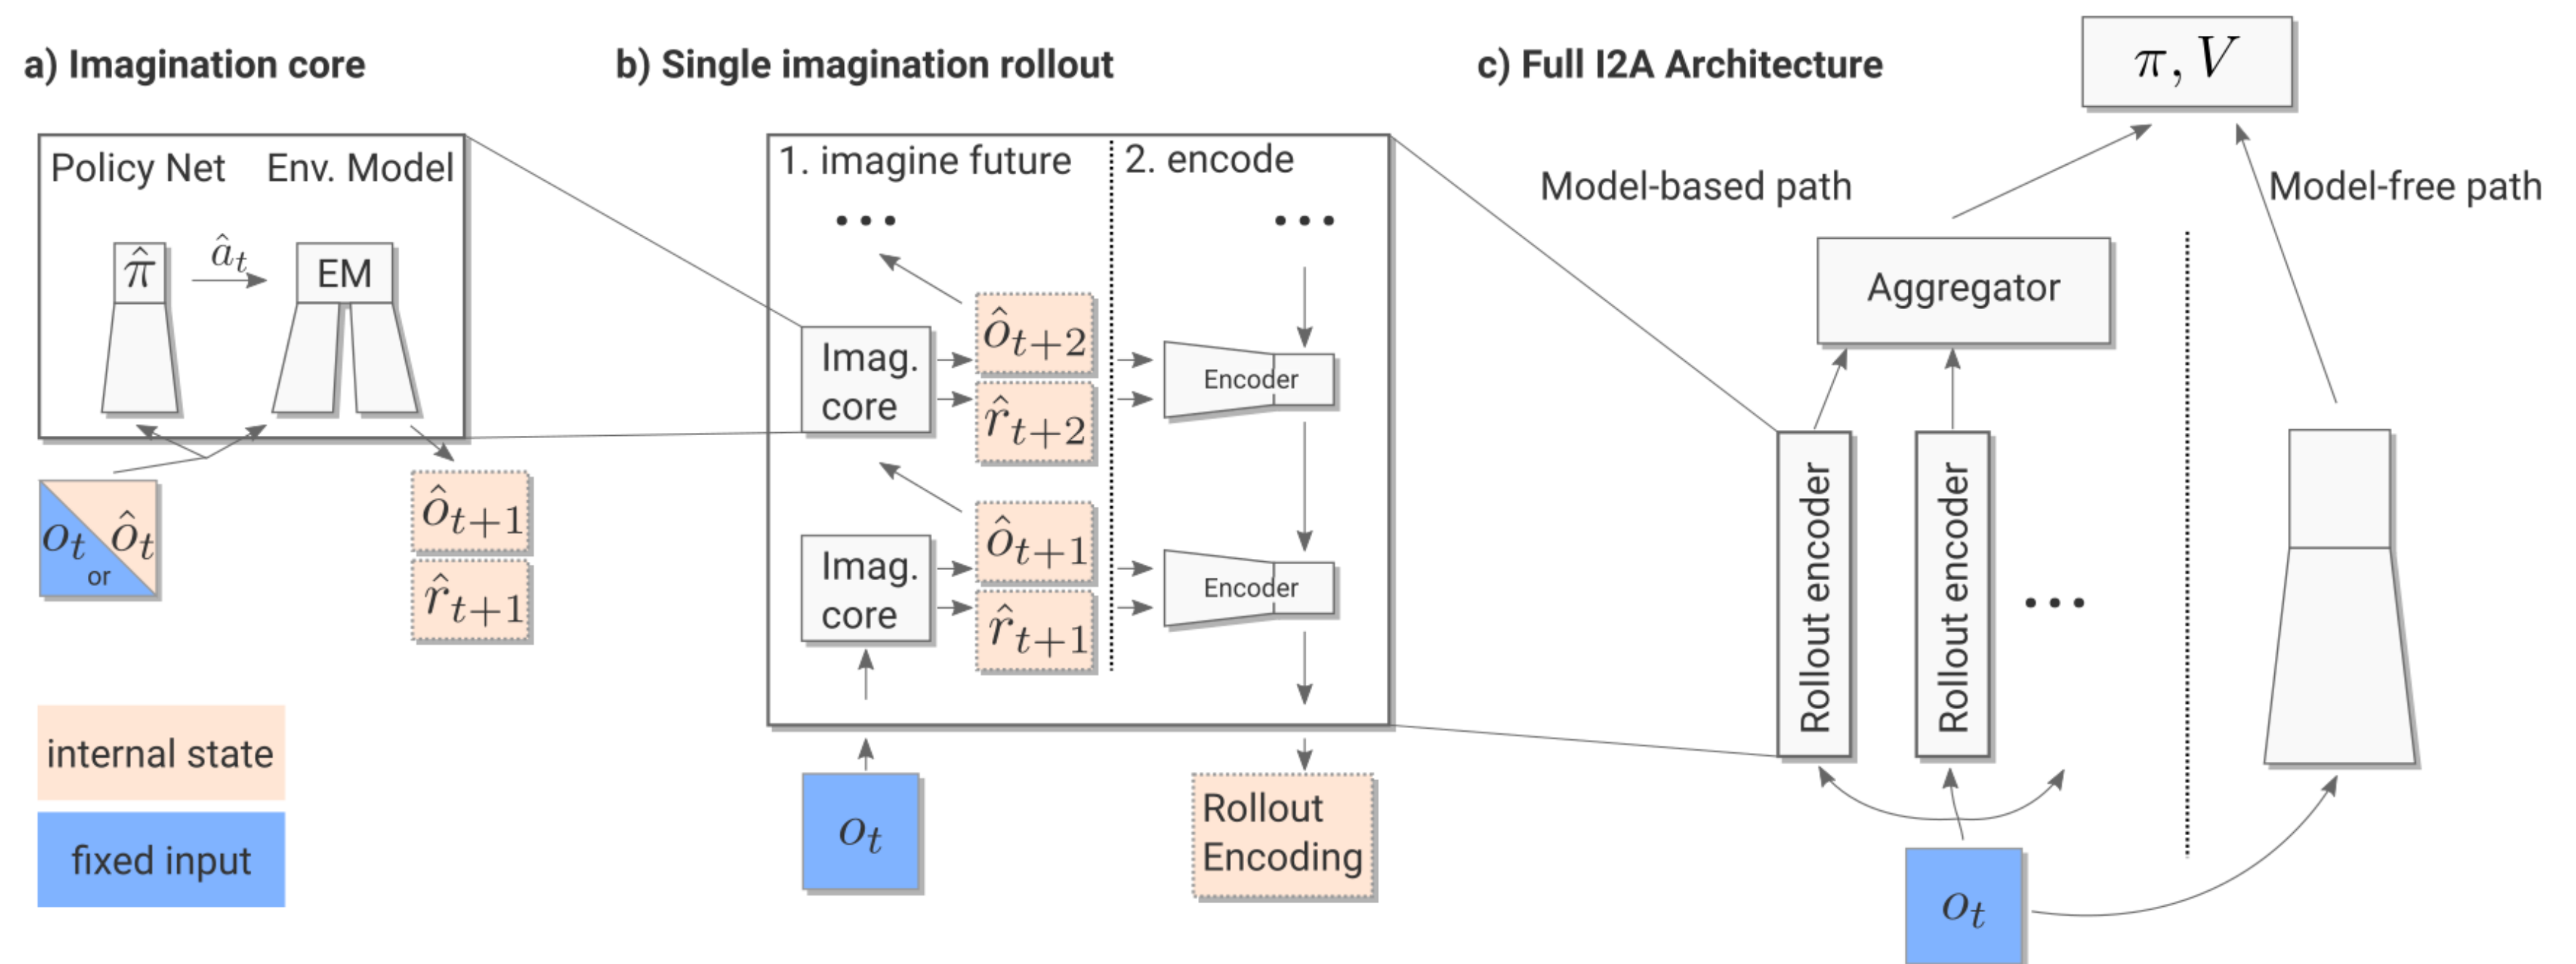 a) Imagination core
Policy Net
Env. Model
π̂
â_t
EM
o_t
or
ô_t
ô_{t+1}
r̂_{t+1}
internal state
fixed input
b) Single imagination rollout
1. imagine future
2. encode
...
...
Imag.
core
ô_{t+2}
r̂_{t+2}
Encoder
Imag.
core
ô_{t+1}
r̂_{t+1}
Encoder
o_t
Rollout
Encoding
c) Full I2A Architecture
π, V
Model-based path
Model-free path
Aggregator
Rollout encoder
Rollout encoder
...
o_t